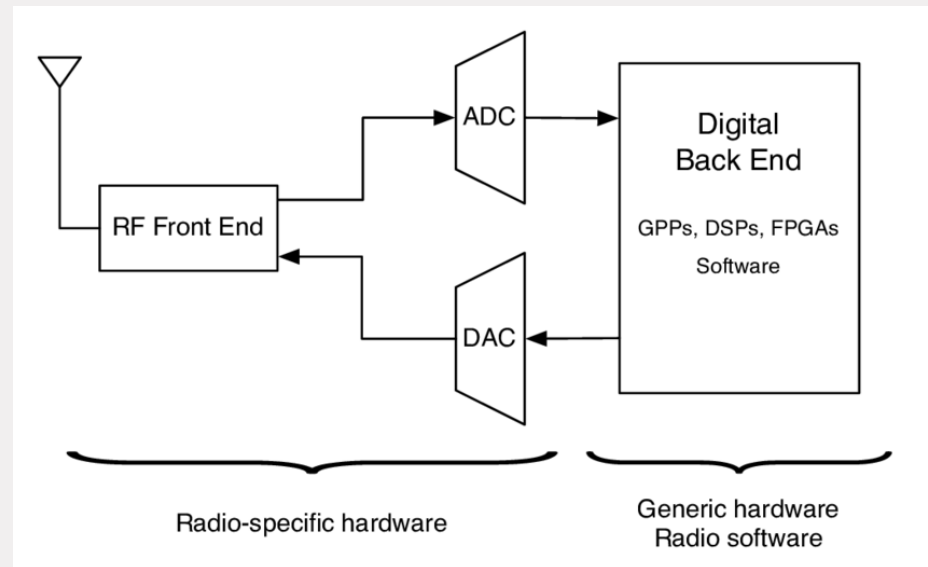 ADC
Digital
Back End
RF Front End
GPPs, DSPs, FPGAs
Software
DAC
Radio-specific hardware
Generic hardware
Radio software